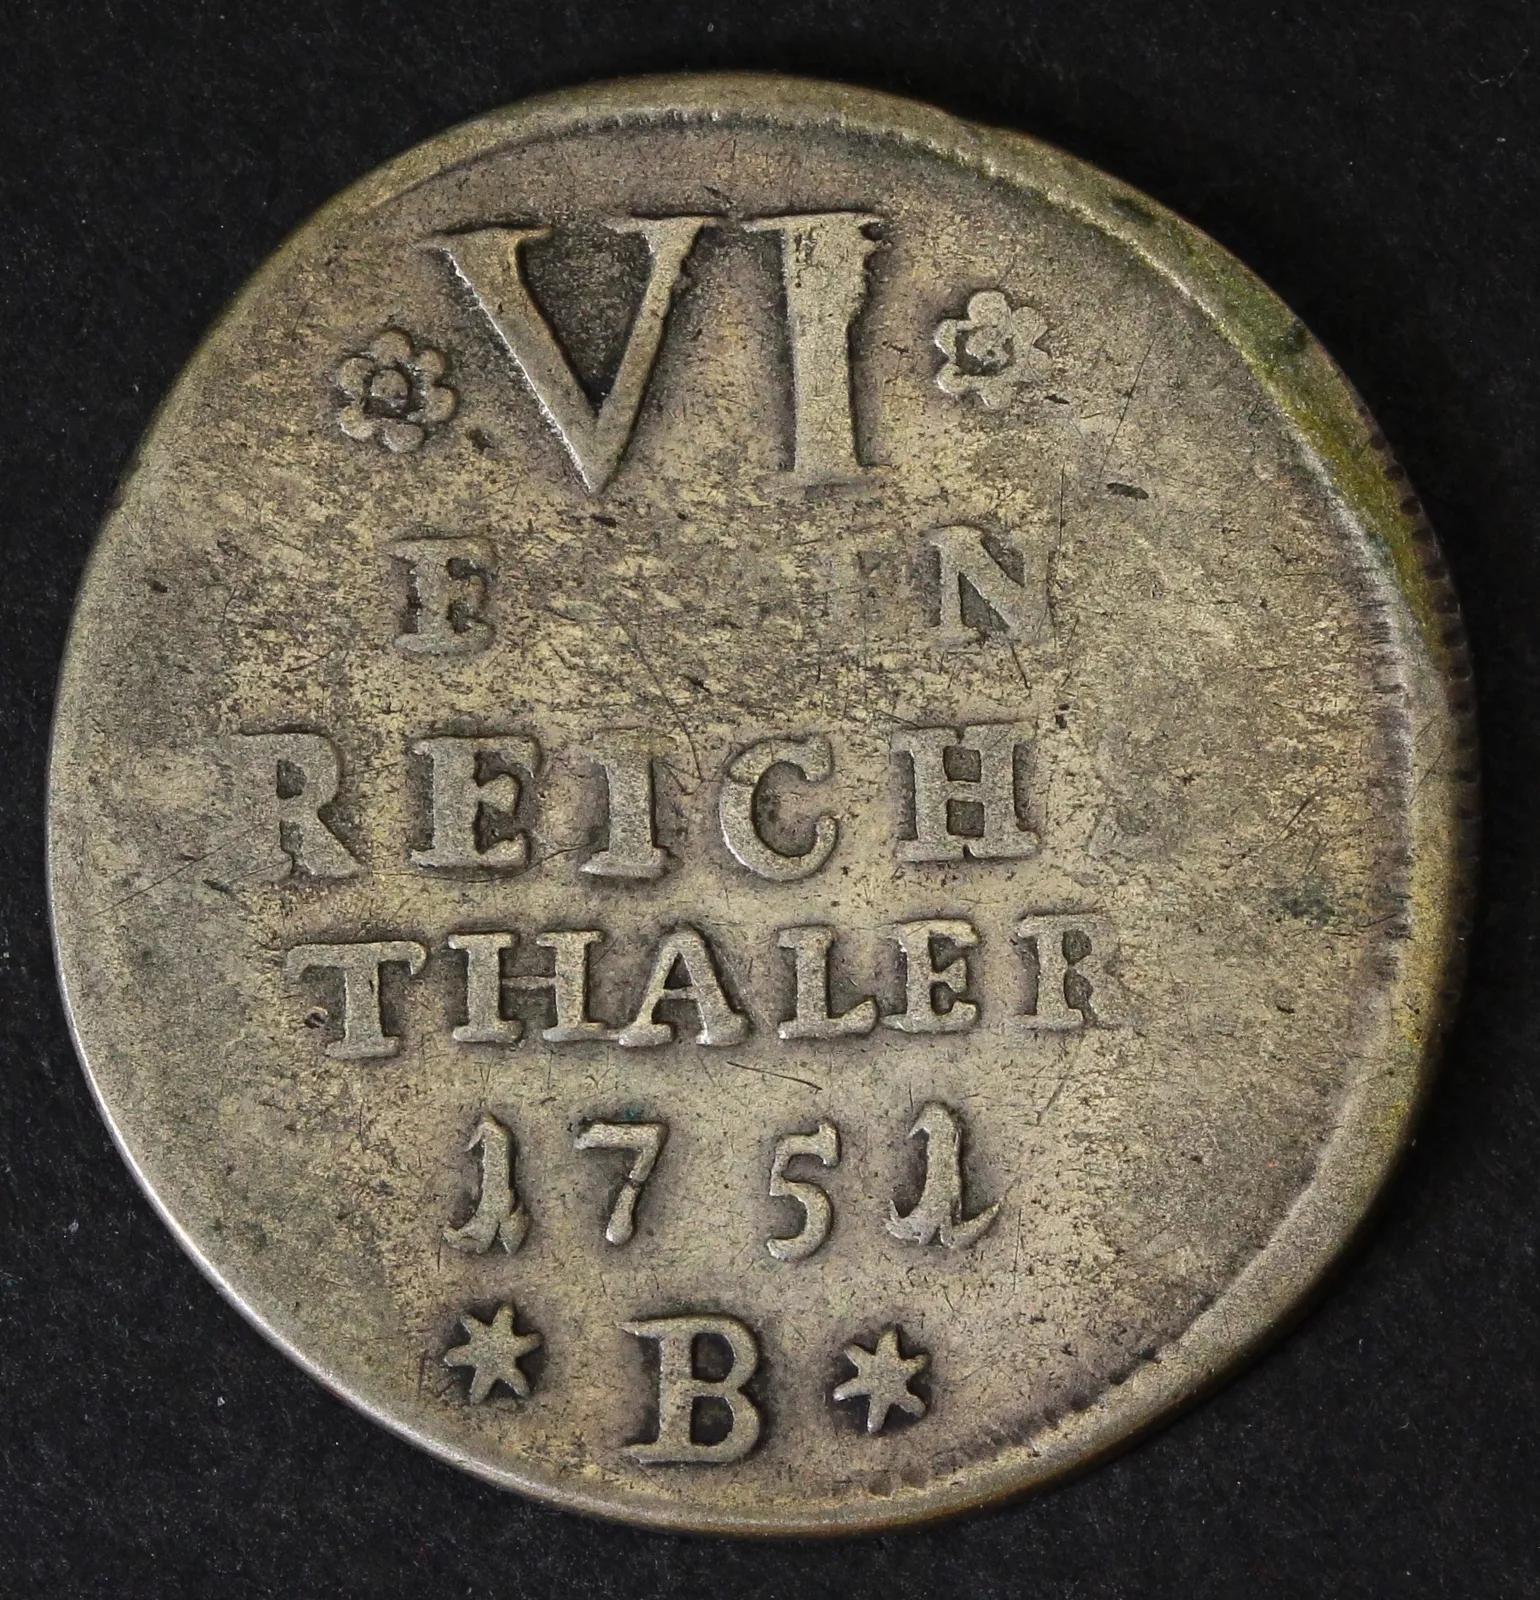 VI
E N
REICH
THALER
1751
* B *